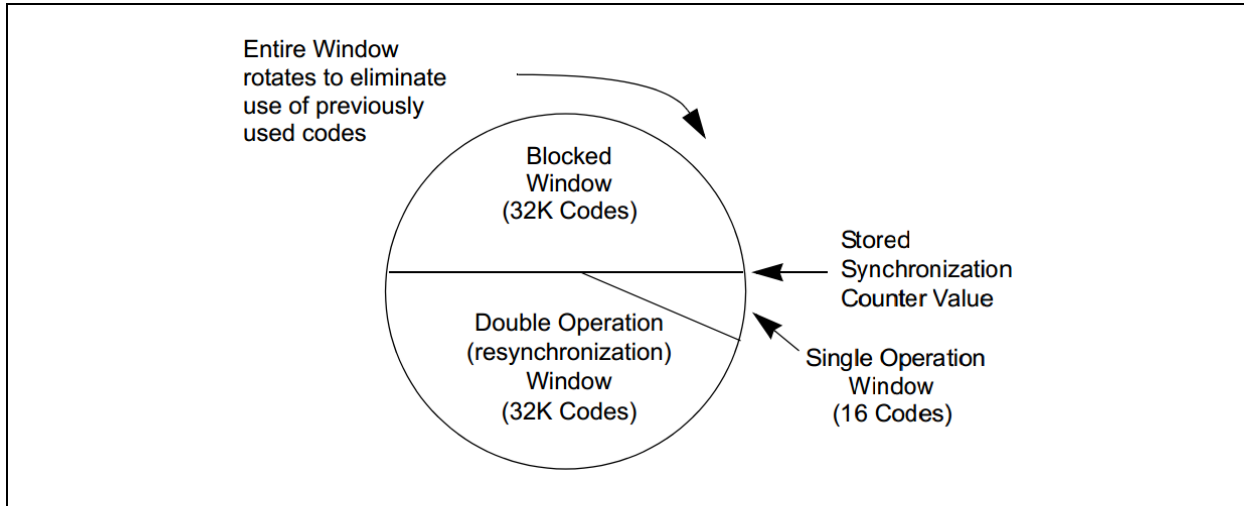 Entire Window
rotates to eliminate
use of previously
used codes
Blocked
Window
(32K Codes)
Stored
Synchronization
Counter Value
Double Operation
(resynchronization)
Window
(32K Codes)
Single Operation
Window
(16 Codes)